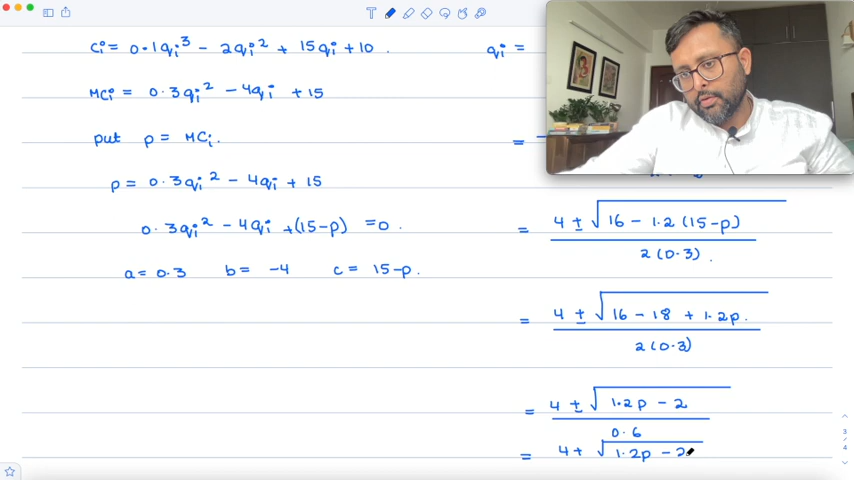 Ci = 0.1qi³ - 2qi² + 15qi + 10 .
MCi = 0.3qi² - 4qi + 15
put p = MCi.
p = 0.3qi² - 4qi + 15
0.3qi² - 4qi + (15-p) = 0 .
a = 0.3 b = -4 c = 15-p .
qi =
= -
= 4 ± √16 - 1.2 (15-p)
2 (0.3) .
= 4 ± √16 - 18 + 1.2p .
2 (0.3)
= 4 ± √1.2p - 2
0.6
= 4 + √1.2p - 2
3
/
4